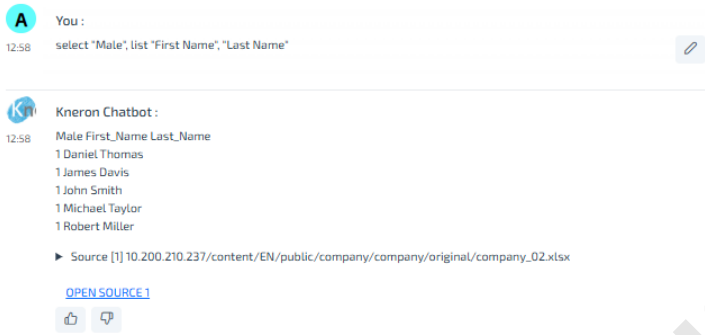 A
You :
12:58
select "Male", list "First Name", "Last Name"
Kn
Kneron Chatbot :
12:58
Male First_Name Last_Name
1 Daniel Thomas
1 James Davis
1 John Smith
1 Michael Taylor
1 Robert Miller
Source [1] 10.200.210.237/content/EN/public/company/company/original/company_02.xlsx
OPEN SOURCE 1